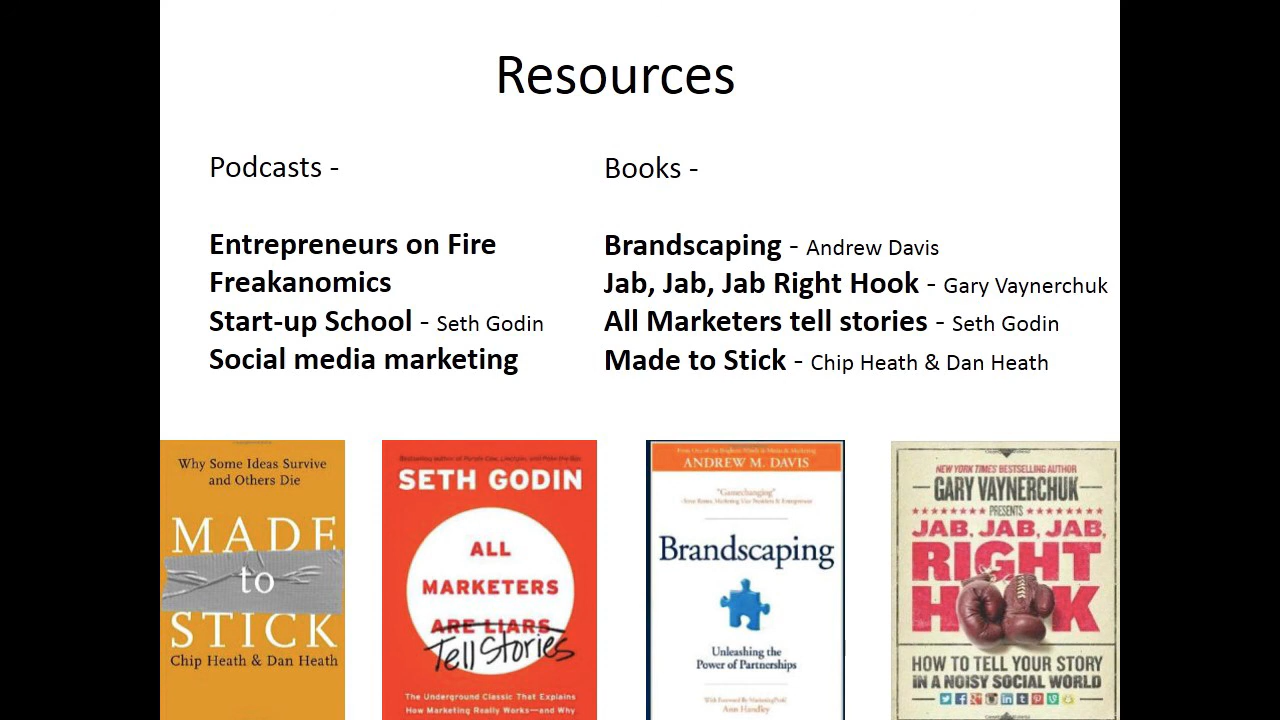 Resources
Podcasts -
Entrepreneurs on Fire
Freakanomics
Start-up School - Seth Godin
Social media marketing
Books -
Brandscaping - Andrew Davis
Jab, Jab, Jab Right Hook - Gary Vaynerchuk
All Marketers tell stories - Seth Godin
Made to Stick - Chip Heath & Dan Heath
Why Some Ideas Survive
and Others Die
MADE
to
STICK
Chip Heath & Dan Heath
SETH GODIN
ALL
MARKETERS
ARE LIARS
Tell Stories
The Underground Classic That Explains
How Marketing Really Works—and Why
ANDREW M. DAVIS
"Gamechanging"
Brandscaping
Unleashing the
Power of Partnerships
Ann Handley
NEW YORK TIMES BESTSELLING AUTHOR
GARY VAYNERCHUK
PRESENTS
JAB, JAB, JAB,
RIGHT
HOOK
HOW TO TELL YOUR STORY
IN A NOISY SOCIAL WORLD